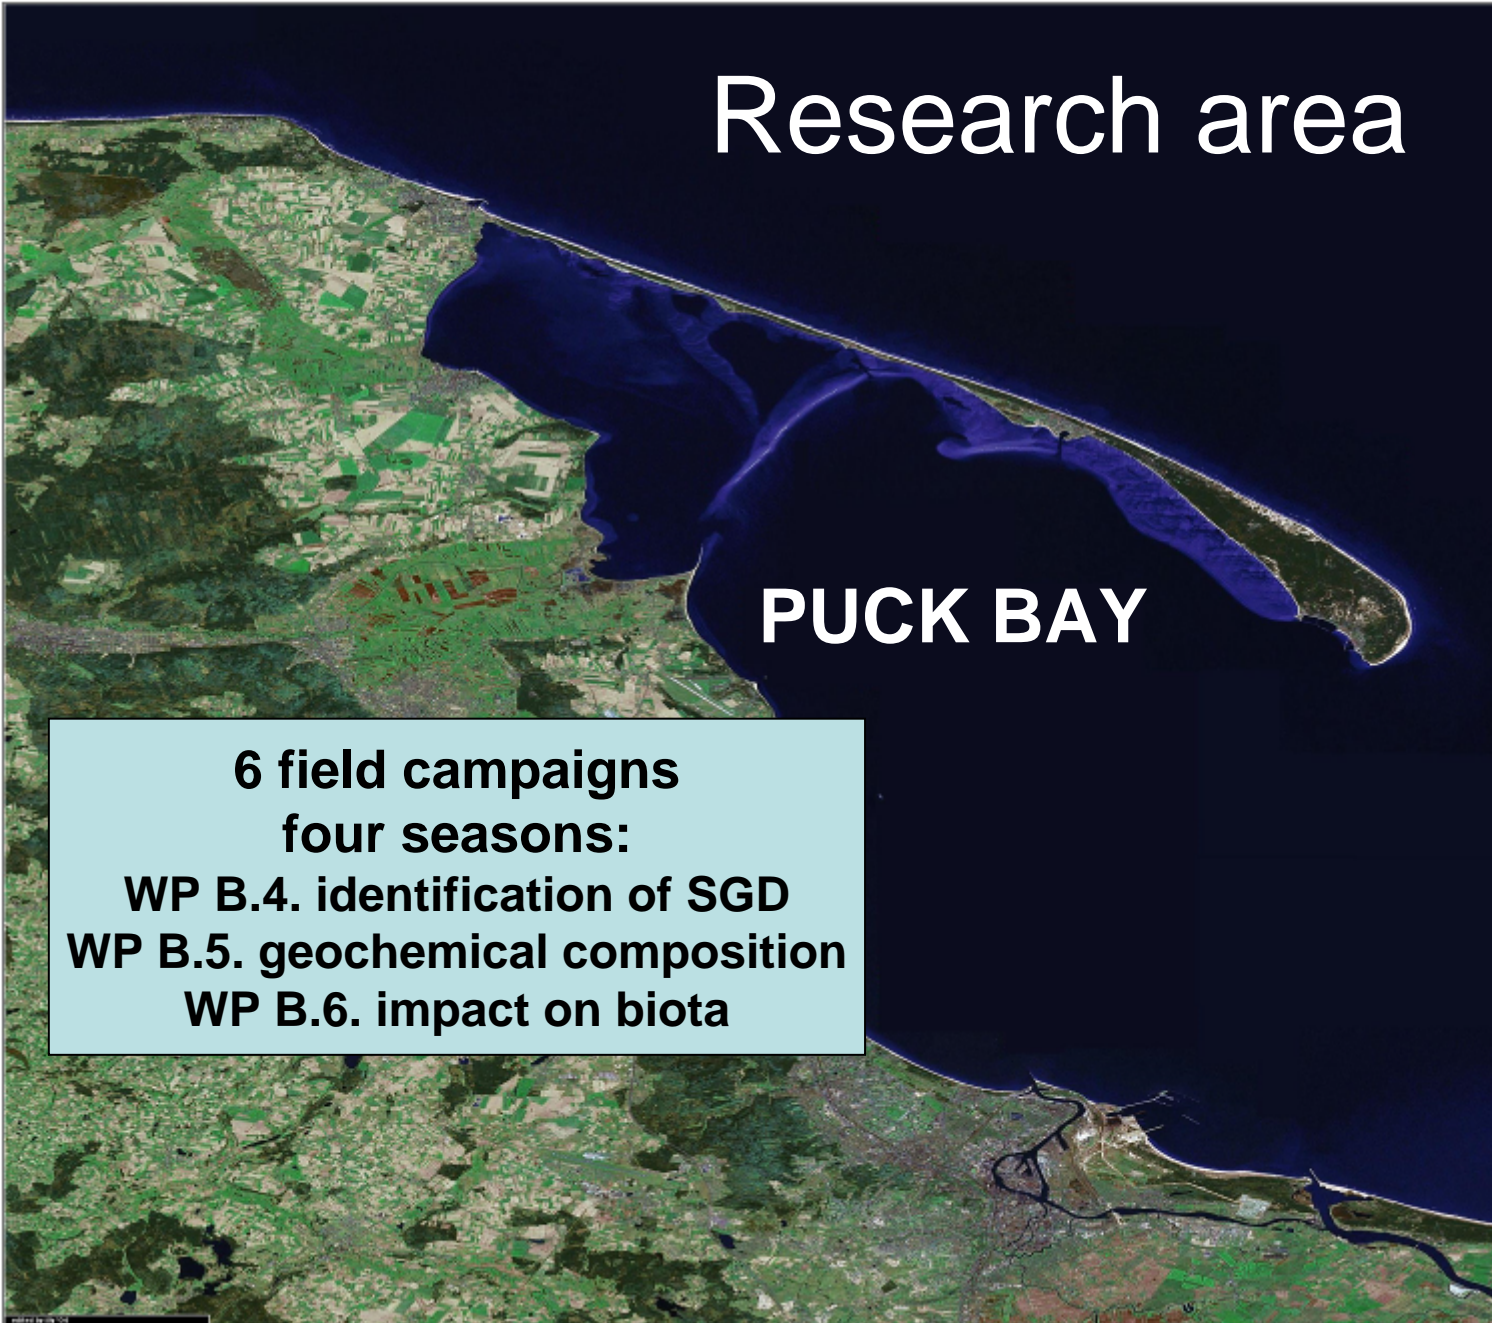 Research area
PUCK BAY
6 field campaigns
four seasons:
WP B.4. identification of SGD
WP B.5. geochemical composition
WP B.6. impact on biota